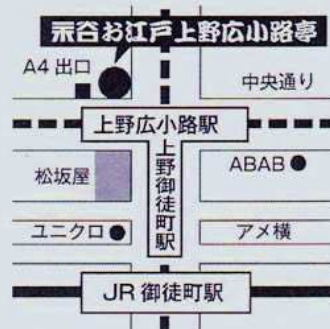 永谷お江戸上野広小路亭
A4 出口
中央通り
上野広小路駅
上野御徒町駅
松坂屋
ABAB
ユニクロ
アメ横
JR 御徒町駅